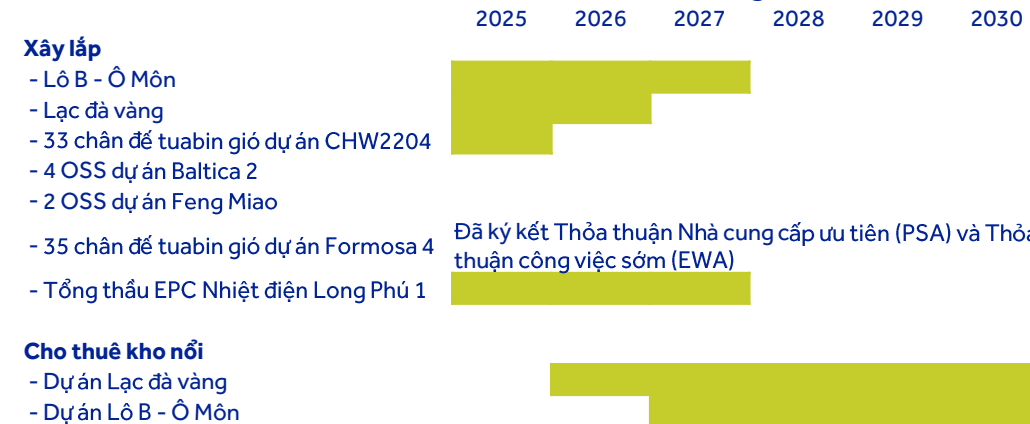 2025 2026 2027 2028 2029 2030
Xây lắp
- Lô B - Ô Môn
- Lạc đà vàng
- 33 chân đế tuabin gió dự án CHW2204
- 4 OSS dự án Baltica 2
- 2 OSS dự án Feng Miao
- 35 chân đế tuabin gió dự án Formosa 4
Đã ký kết Thỏa thuận Nhà cung cấp ưu tiên (PSA) và
thuận công việc sớm (EWA)
- Tổng thầu EPC Nhiệt điện Long Phú 1
Cho thuê kho nổi
- Dự án Lạc đà vàng
- Dự án Lô B - Ô Môn